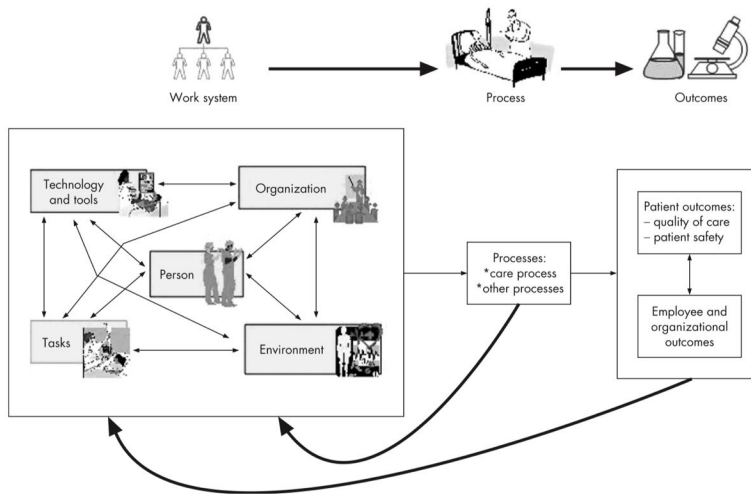 Work system
Process
Outcomes
Technology
and tools
Organization
Person
Tasks
Environment
Processes:
*care process
*other processes
Patient outcomes:
– quality of care
– patient safety
Employee and
organizational
outcomes